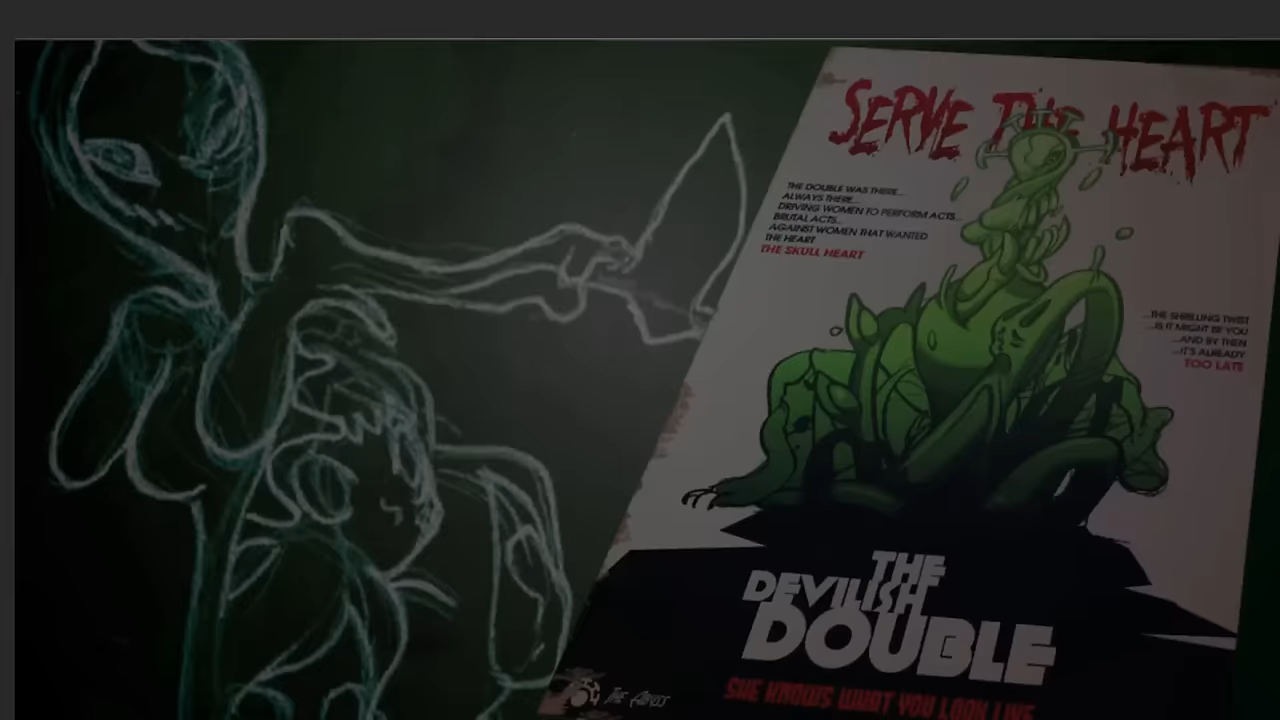 SERVE THE HEART
THE DOUBLE WAS THERE...
ALWAYS THERE...
DRIVING WOMEN TO PERFORM ACTS...
BRUTAL ACTS...
AGAINST WOMEN THAT WANTED
THE HEART
THE SKULL HEART
...THE SHRILLING TWIST
...IS IT MIGHT BE YOU
...AND BY THEN
...IT'S ALREADY
TOO LATE
THE
DEVILISH
DOUBLE
SHE KNOWS WHAT YOU LOOK LIKE
THE ABYSS